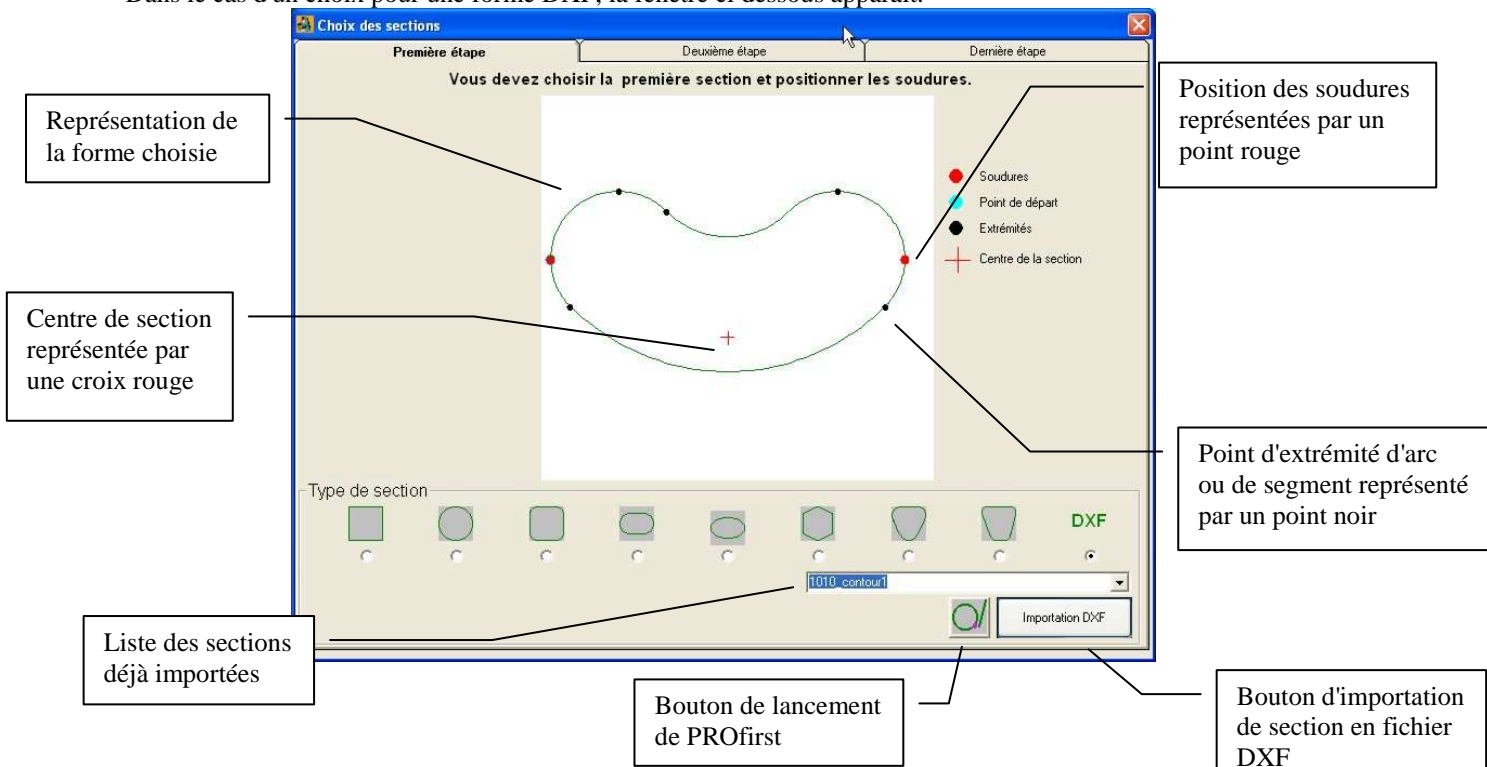 Dans le cas d'un choix pour une forme DXF, la fenêtre ci-dessous apparaît.
Choix des sections
Première étape
Deuxième étape
Dernière étape
Vous devez choisir la première section et positionner les soudures.
Représentation de
la forme choisie
Position des soudures
représentées par un
point rouge
Soudures
Point de départ
Extrémités
Centre de la section
Centre de section
représentée par
une croix rouge
Point d'extrémité d'arc
ou de segment représenté
par un point noir
Type de section
DXF
1010_contour1
Importation DXF
Liste des sections
déjà importées
Bouton de lancement
de PROfirst
Bouton d'importation
de section en fichier
DXF